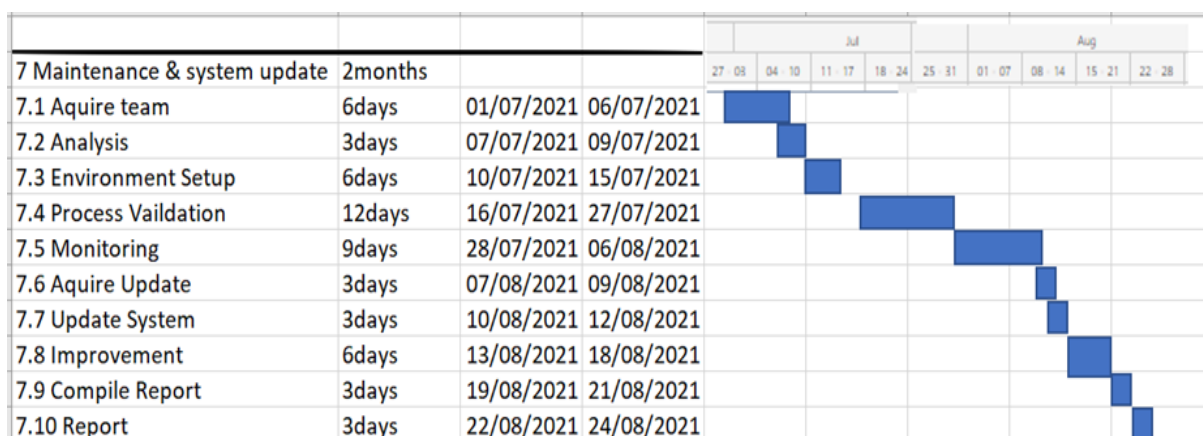 Jul Aug
27 - 03 04 - 10 11 - 17 18 - 24 25 - 31 01 - 07 08 - 14 15 - 21 22 - 28
7 Maintenance & system update 2months
7.1 Aquire team 6days 01/07/2021 06/07/2021
7.2 Analysis 3days 07/07/2021 09/07/2021
7.3 Environment Setup 6days 10/07/2021 15/07/2021
7.4 Process Vaildation 12days 16/07/2021 27/07/2021
7.5 Monitoring 9days 28/07/2021 06/08/2021
7.6 Aquire Update 3days 07/08/2021 09/08/2021
7.7 Update System 3days 10/08/2021 12/08/2021
7.8 Improvement 6days 13/08/2021 18/08/2021
7.9 Compile Report 3days 19/08/2021 21/08/2021
7.10 Report 3days 22/08/2021 24/08/2021